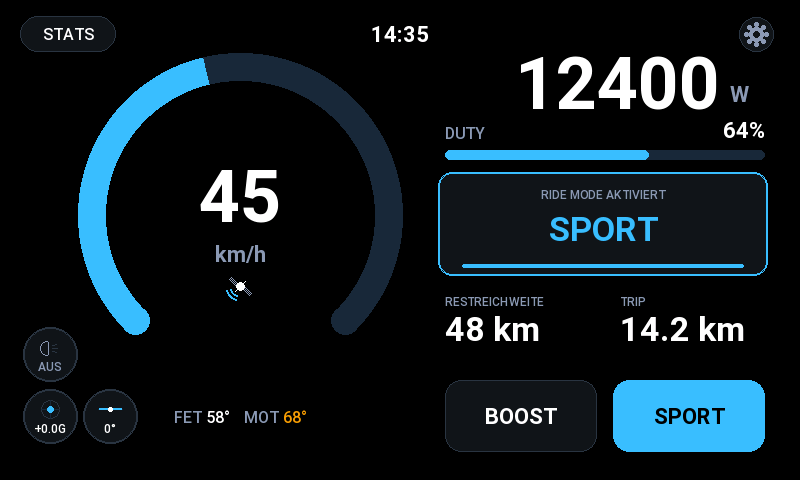 STATS
14:35
12400 W
DUTY 64%
45
km/h
RIDE MODE AKTIVIERT
SPORT
RESTREICHWEITE
48 km
TRIP
14.2 km
AUS
+0.0G
0°
FET 58° MOT 68°
BOOST
SPORT